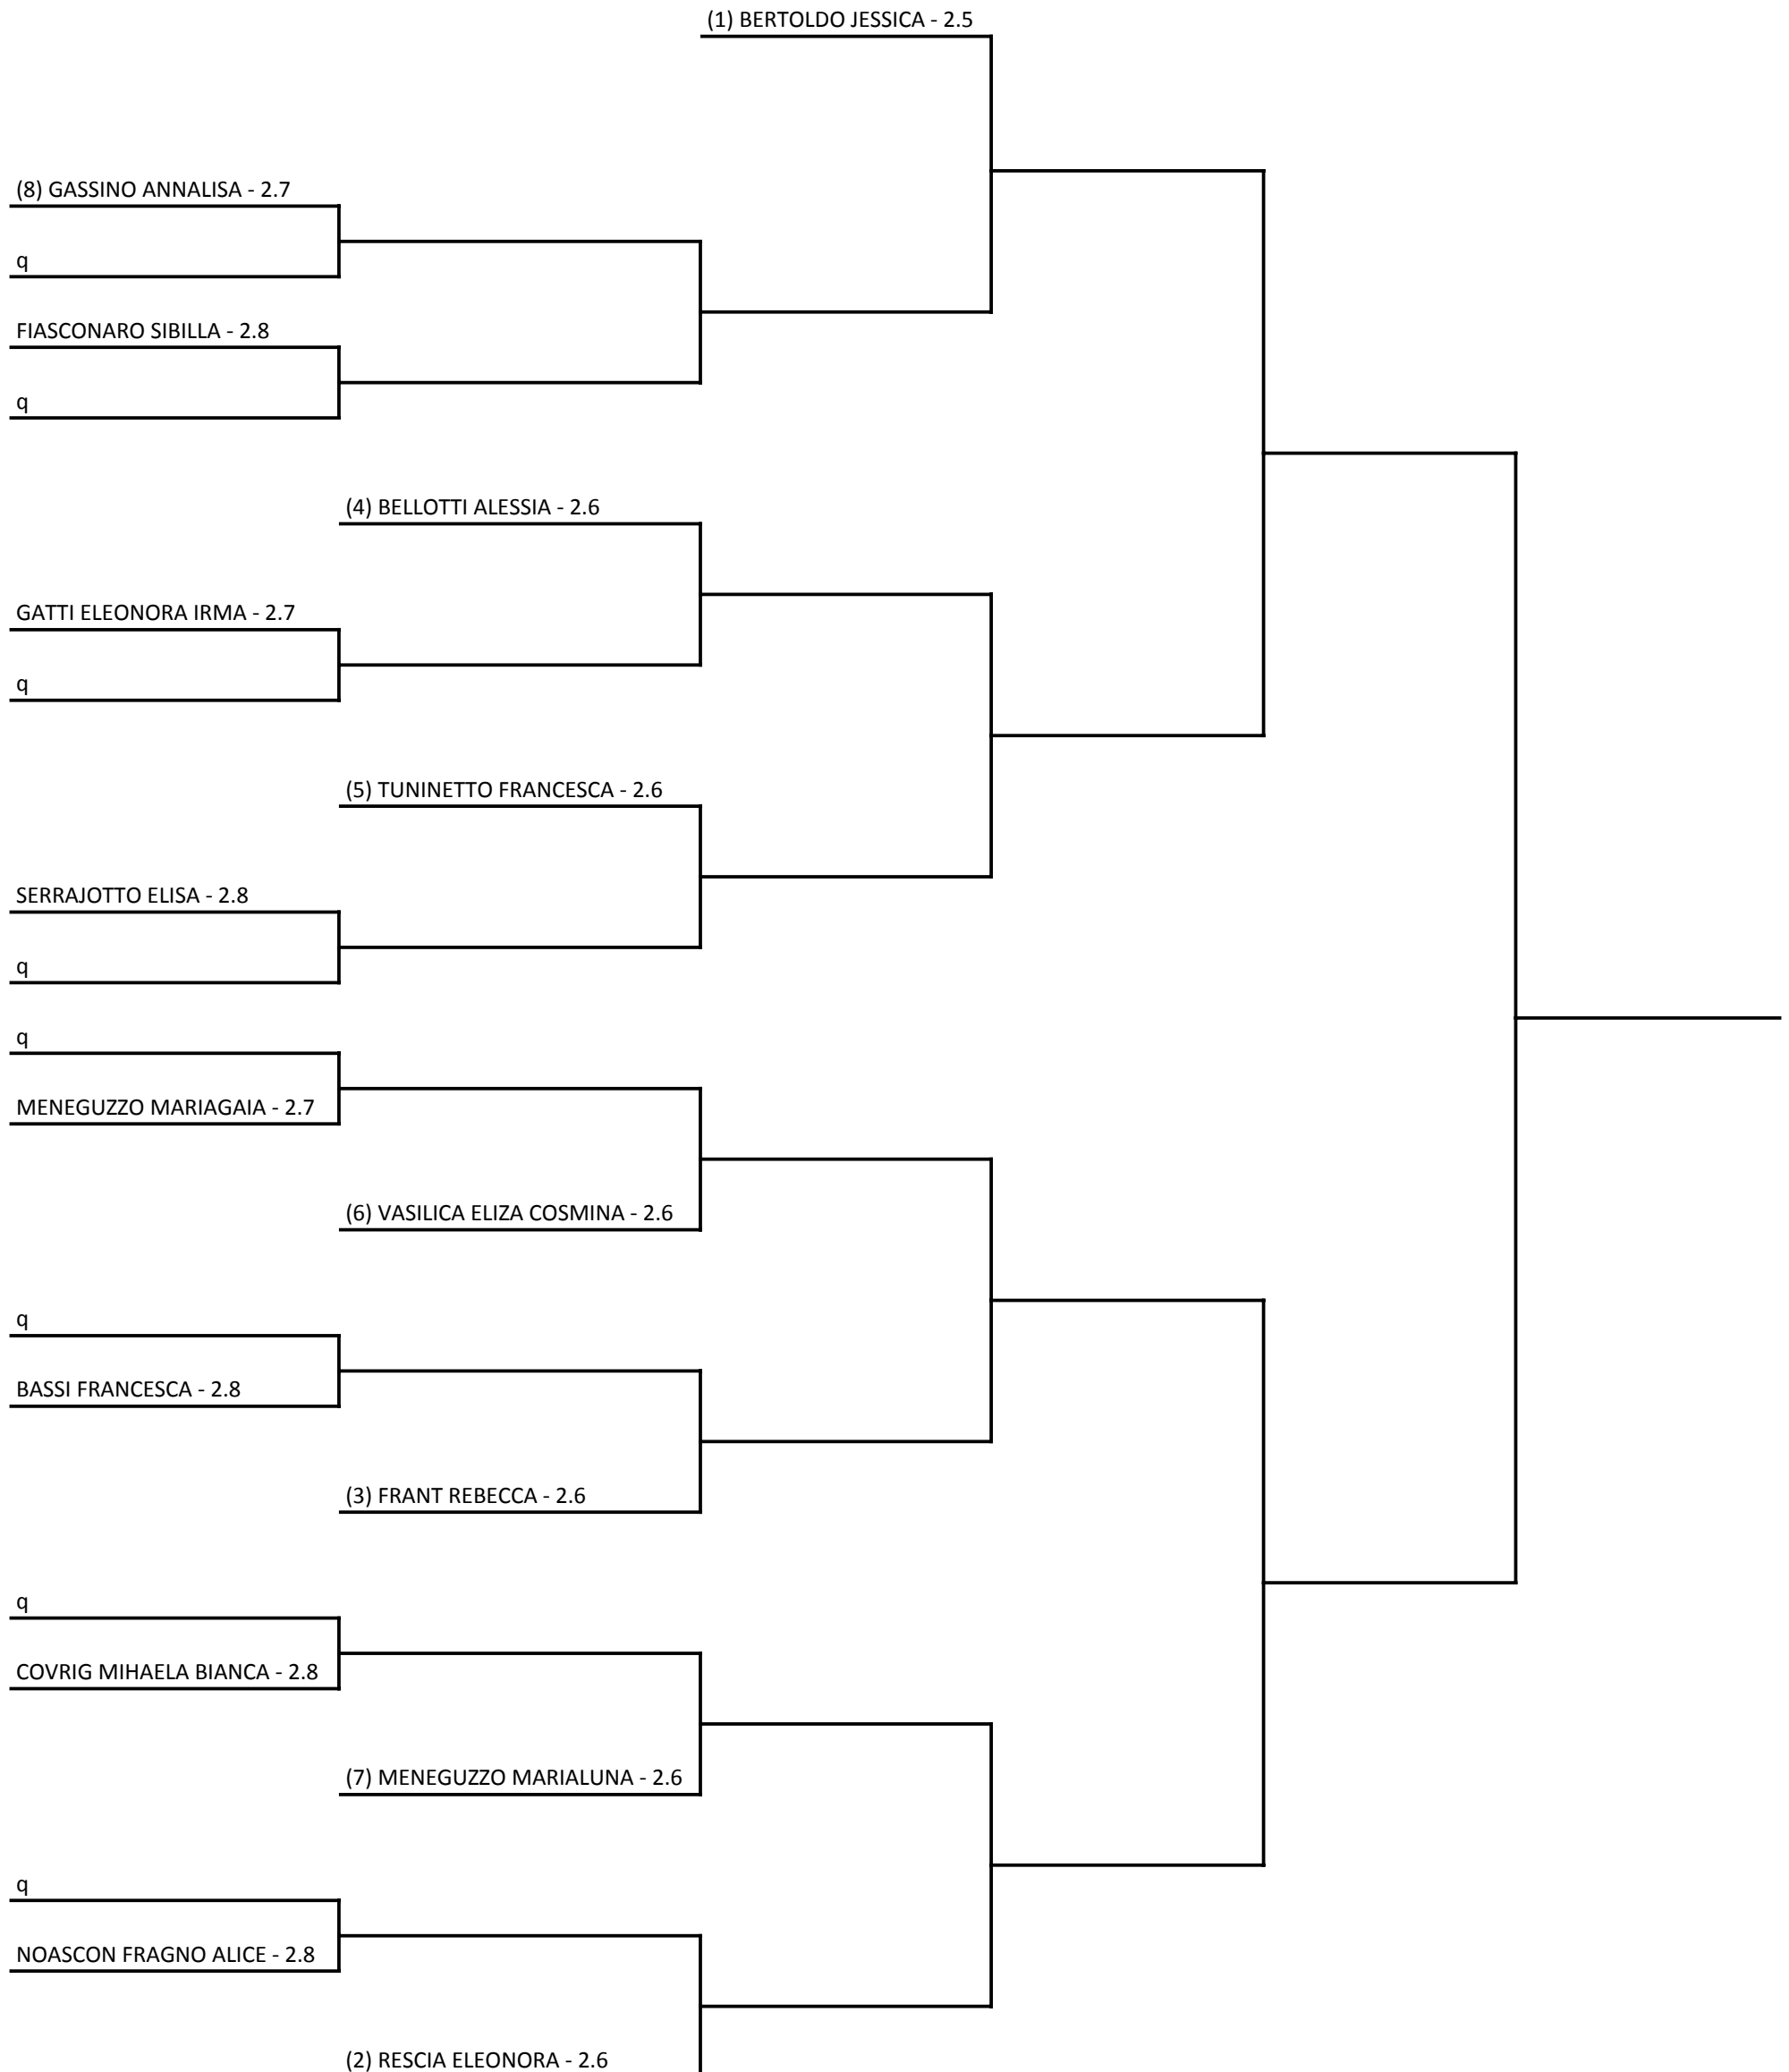 (1) BERTOLDO JESSICA - 2.5
(8) GASSINO ANNALISA - 2.7
q
FIASCONARO SIBILLA - 2.8
q
(4) BELLOTTI ALESSIA - 2.6
GATTI ELEONORA IRMA - 2.7
q
(5) TUNINETTO FRANCESCA - 2.6
SERRAJOTTO ELISA - 2.8
q
q
MENEGUZZO MARIAGAIA - 2.7
(6) VASILICA ELIZA COSMINA - 2.6
q
BASSI FRANCESCA - 2.8
(3) FRANT REBECCA - 2.6
q
COVRIG MIHAELA BIANCA - 2.8
(7) MENEGUZZO MARIALUNA - 2.6
q
NOASCON FRAGNO ALICE - 2.8
(2) RESCIA ELEONORA - 2.6